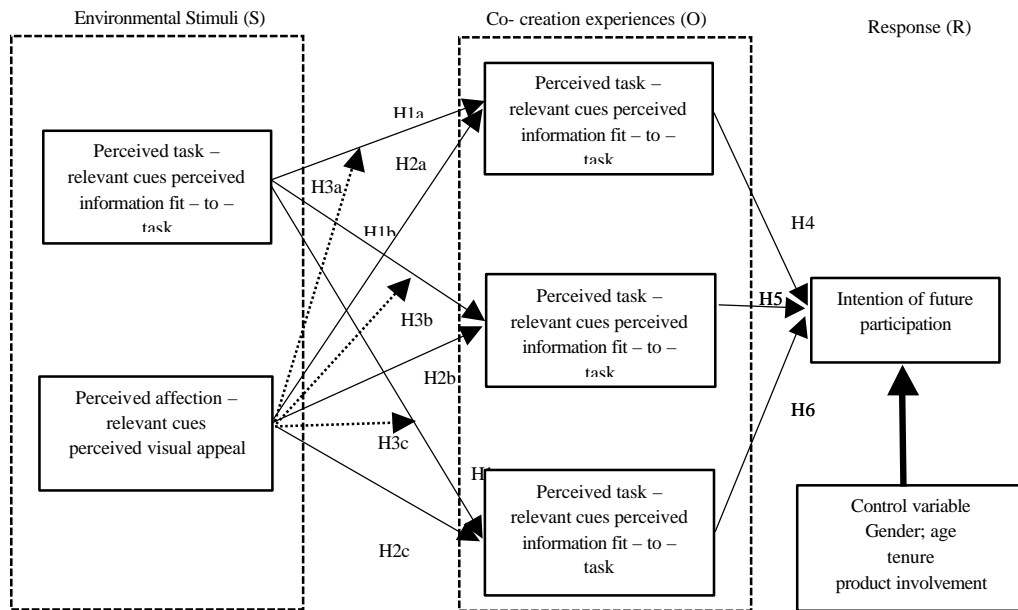 Environmental Stimuli (S)
Co- creation experiences (O)
Response (R)
Perceived task –
relevant cues perceived
information fit – to –
task
Perceived affection –
relevant cues
perceived visual appeal
H1a
H2a
H3a
H1b
H3b
H2b
H3c
H2c
Perceived task –
relevant cues perceived
information fit – to –
task
Perceived task –
relevant cues perceived
information fit – to –
task
Perceived task –
relevant cues perceived
information fit – to –
task
H4
H5
H6
Intention of future
participation
Control variable
Gender; age
tenure
product involvement